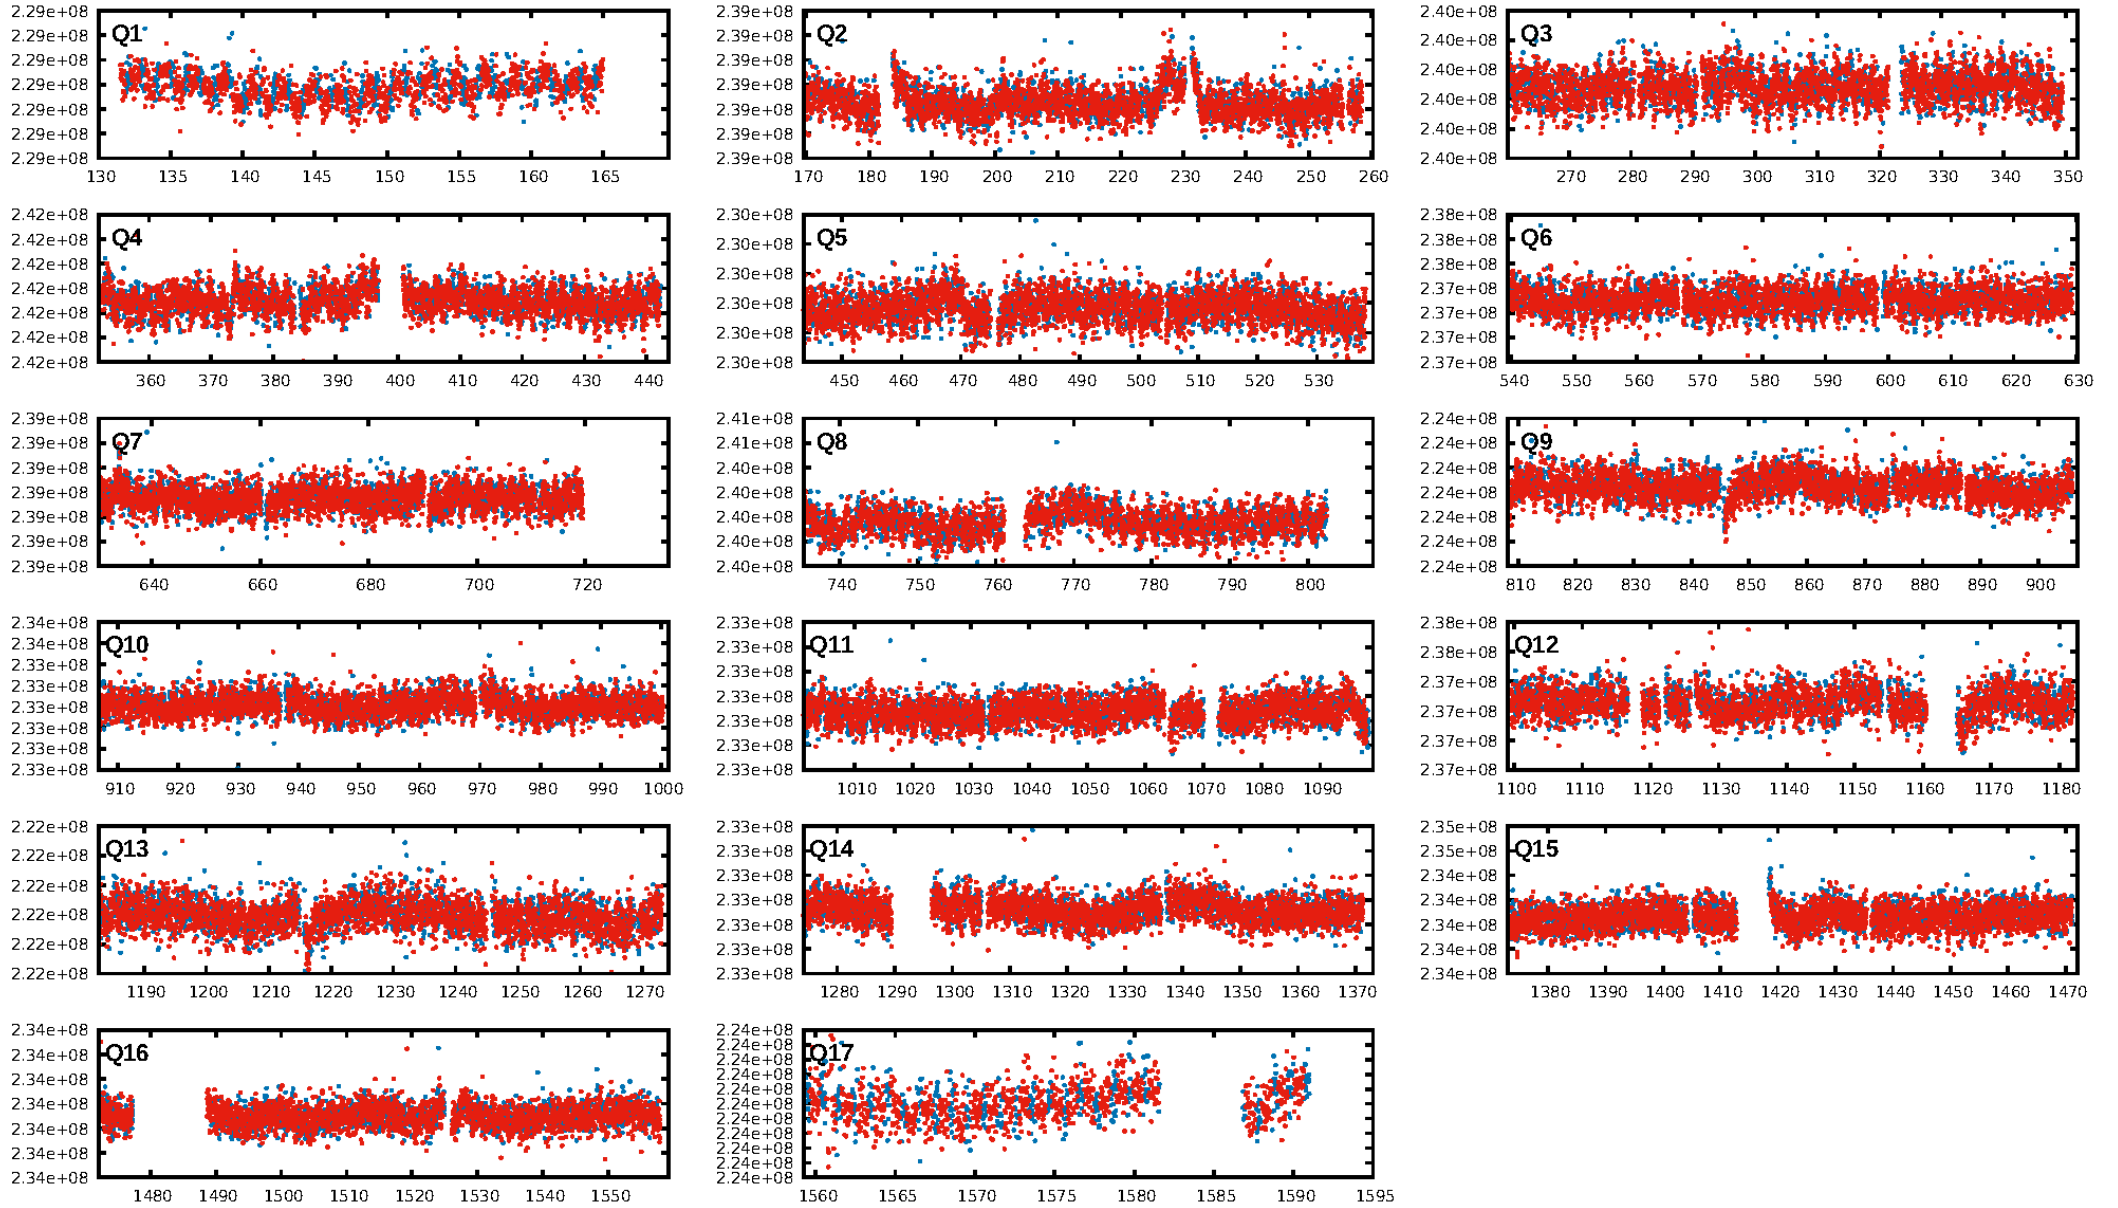 2.29e+08 2.29e+08 2.29e+08 2.29e+08 2.29e+08 2.29e+08 2.29e+08
Q1
130 135 140 145 150 155 160 165
2.39e+08 2.39e+08 2.39e+08 2.39e+08 2.39e+08 2.39e+08 2.39e+08
Q2
170 180 190 200 210 220 230 240 250 260
2.40e+08 2.40e+08 2.40e+08 2.40e+08 2.40e+08 2.40e+08
Q3
270 280 290 300 310 320 330 340 350
2.42e+08 2.42e+08 2.42e+08 2.42e+08 2.42e+08 2.42e+08 2.42e+08
Q4
360 370 380 390 400 410 420 430 440
2.30e+08 2.30e+08 2.30e+08 2.30e+08 2.30e+08 2.30e+08
Q5
450 460 470 480 490 500 510 520 530
2.38e+08 2.38e+08 2.38e+08 2.37e+08 2.37e+08 2.37e+08 2.37e+08
Q6
540 550 560 570 580 590 600 610 620 630
2.39e+08 2.39e+08 2.39e+08 2.39e+08 2.39e+08 2.39e+08 2.39e+08
Q7
640 660 680 700 720
2.41e+08 2.41e+08 2.40e+08 2.40e+08 2.40e+08 2.40e+08 2.40e+08
Q8
740 750 760 770 780 790 800
2.24e+08 2.24e+08 2.24e+08 2.24e+08 2.24e+08 2.24e+08 2.24e+08
Q9
810 820 830 840 850 860 870 880 890 900
2.34e+08 2.34e+08 2.33e+08 2.33e+08 2.33e+08 2.33e+08 2.33e+08 2.33e+08
Q10
910 920 930 940 950 960 970 980 990 1000
2.33e+08 2.33e+08 2.33e+08 2.33e+08 2.33e+08 2.33e+08 2.33e+08
Q11
1010 1020 1030 1040 1050 1060 1070 1080 1090
2.38e+08 2.38e+08 2.37e+08 2.37e+08 2.37e+08 2.37e+08
Q12
1100 1110 1120 1130 1140 1150 1160 1170 1180
2.22e+08 2.22e+08 2.22e+08 2.22e+08 2.22e+08 2.22e+08
Q13
1190 1200 1210 1220 1230 1240 1250 1260 1270
2.33e+08 2.33e+08 2.33e+08 2.33e+08 2.33e+08 2.33e+08 2.33e+08
Q14
1280 1290 1300 1310 1320 1330 1340 1350 1360 1370
2.35e+08 2.35e+08 2.34e+08 2.34e+08 2.34e+08 2.34e+08 2.34e+08
Q15
1380 1390 1400 1410 1420 1430 1440 1450 1460 1470
2.34e+08 2.34e+08 2.34e+08 2.34e+08 2.34e+08 2.34e+08 2.34e+08
Q16
1480 1490 1500 1510 1520 1530 1540 1550
2.24e+08 2.24e+08 2.24e+08 2.24e+08 2.24e+08 2.24e+08 2.24e+08 2.24e+08 2.24e+08 2.24e+08 2.24e+08
Q17
1560 1565 1570 1575 1580 1585 1590 1595